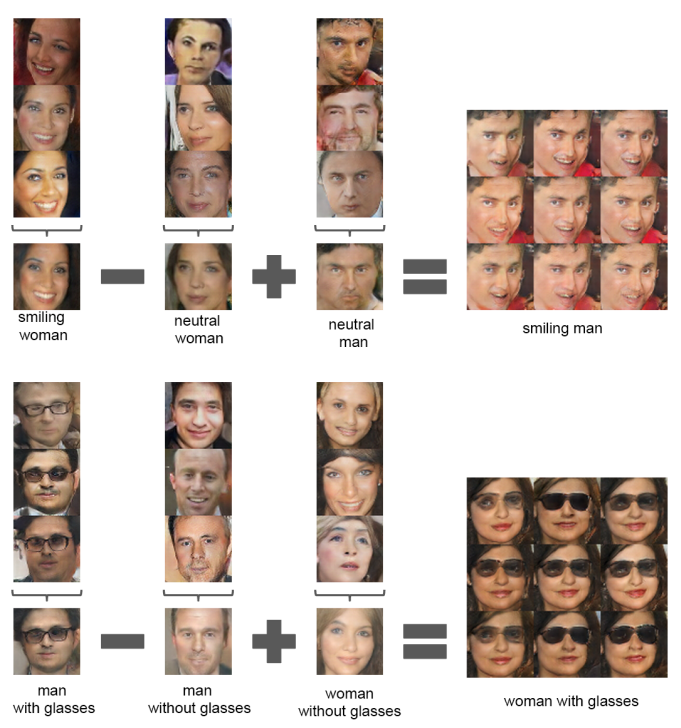 smiling
woman
neutral
woman
neutral
man
smiling man
man
with glasses
man
without glasses
woman
without glasses
woman with glasses